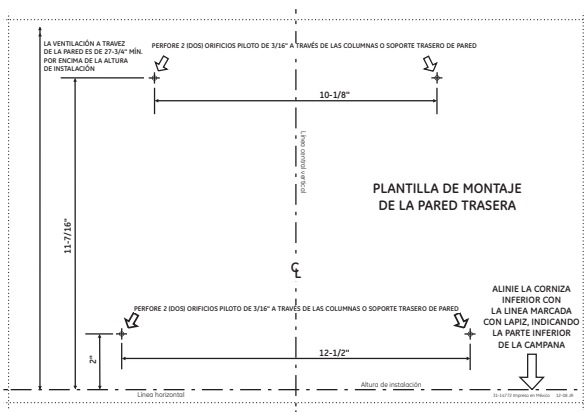 LA VENTILACIÓN A TRAVEZ
DE LA PARED ES DE 27-3/4" MÍN.
POR ENCIMA DE LA ALTURA
DE INSTALACIÓN
PERFORE 2 (DOS) ORIFICIOS PILOTO DE 3/16" A TRAVÉS DE LAS COLUMNAS O SOPORTE TRASERO DE PARED
10-1/8"
Línea central vertical
PLANTILLA DE MONTAJE
DE LA PARED TRASERA
11-7/16"
CL
ALINIE LA CORNIZA
INFERIOR CON
LA LINEA MARCADA
CON LAPIZ, INDICANDO
LA PARTE INFERIOR
DE LA CAMPANA
PERFORE 2 (DOS) ORIFICIOS PILOTO DE 3/16" A TRAVÉS DE LAS COLUMNAS O SOPORTE TRASERO DE PARED
2"
12-1/2"
Línea horizontal
Altura de instalación
Impreso en México 12-08 JR